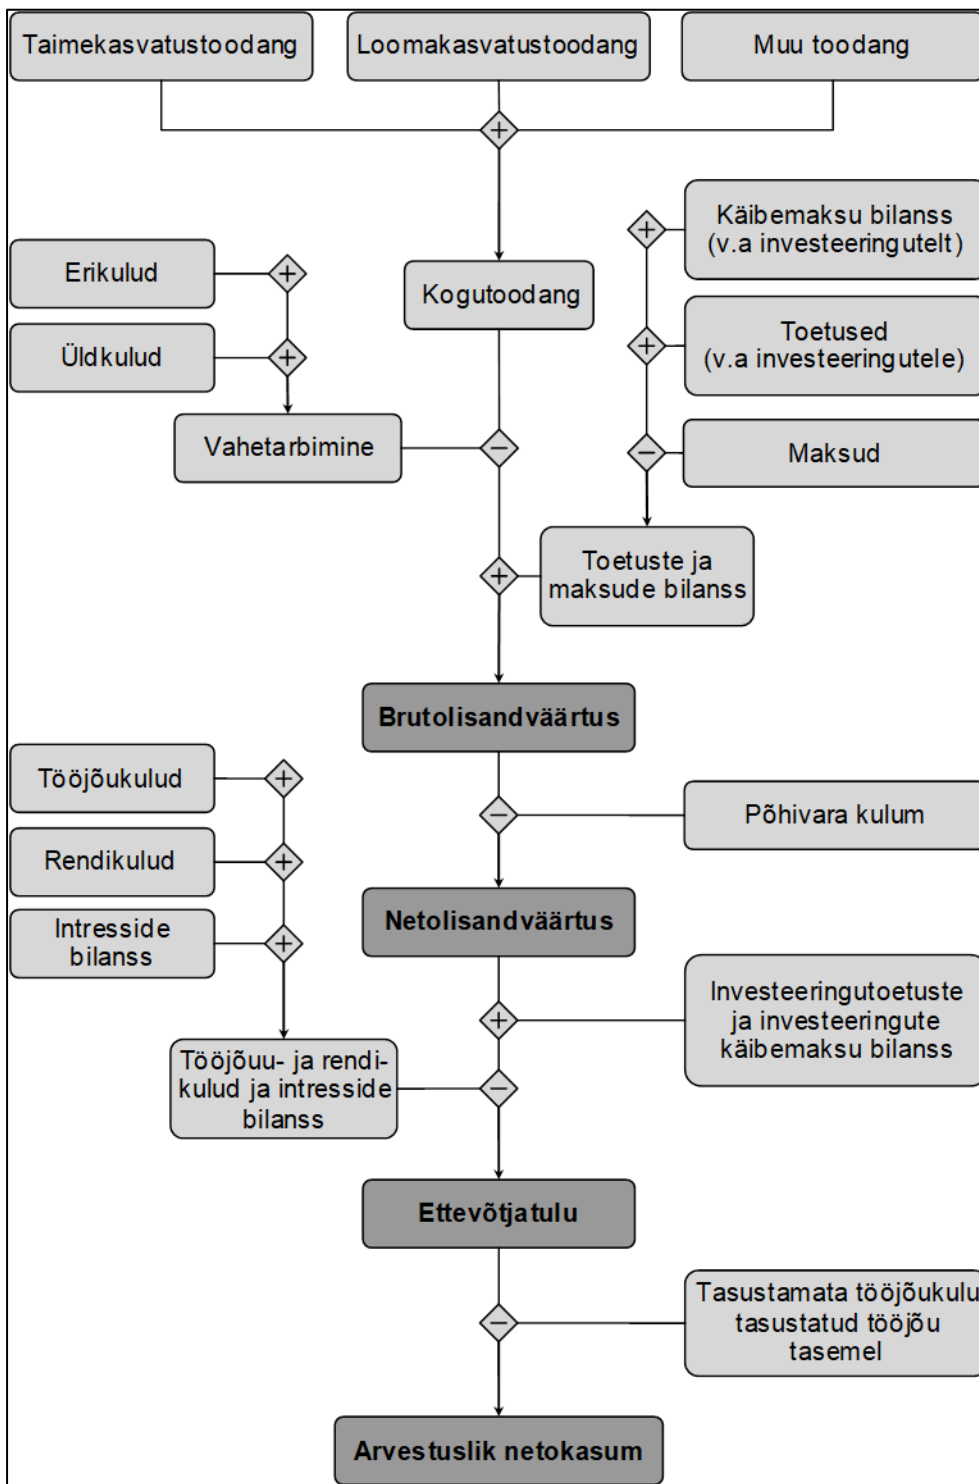 Taimekasvatustoodang
Loomakasvatustoodang
Muu toodang
+
Käibemaksu bilanss
(v.a investeeringutelt)
+
Erikulud
+
Kogutoodang
Toetused
(v.a investeeringutele)
+
Üldkulud
+
Vahetarbimine
−
−
Maksud
+
Toetuste ja
maksude bilanss
Brutolisandväärtus
Tööjõukulud
+
−
Põhivara kulum
Rendikulud
+
Netolisandväärtus
Intresside
bilanss
+
+
Investeeringutoetuste
ja investeeringute
käibemaksu bilanss
Tööjõuu- ja rendi-
kulud ja intresside
bilanss
−
Ettevõtjatulu
−
Tasustamata tööjõukulu
tasustatud tööjõu
tasemel
Arvestuslik netokasum